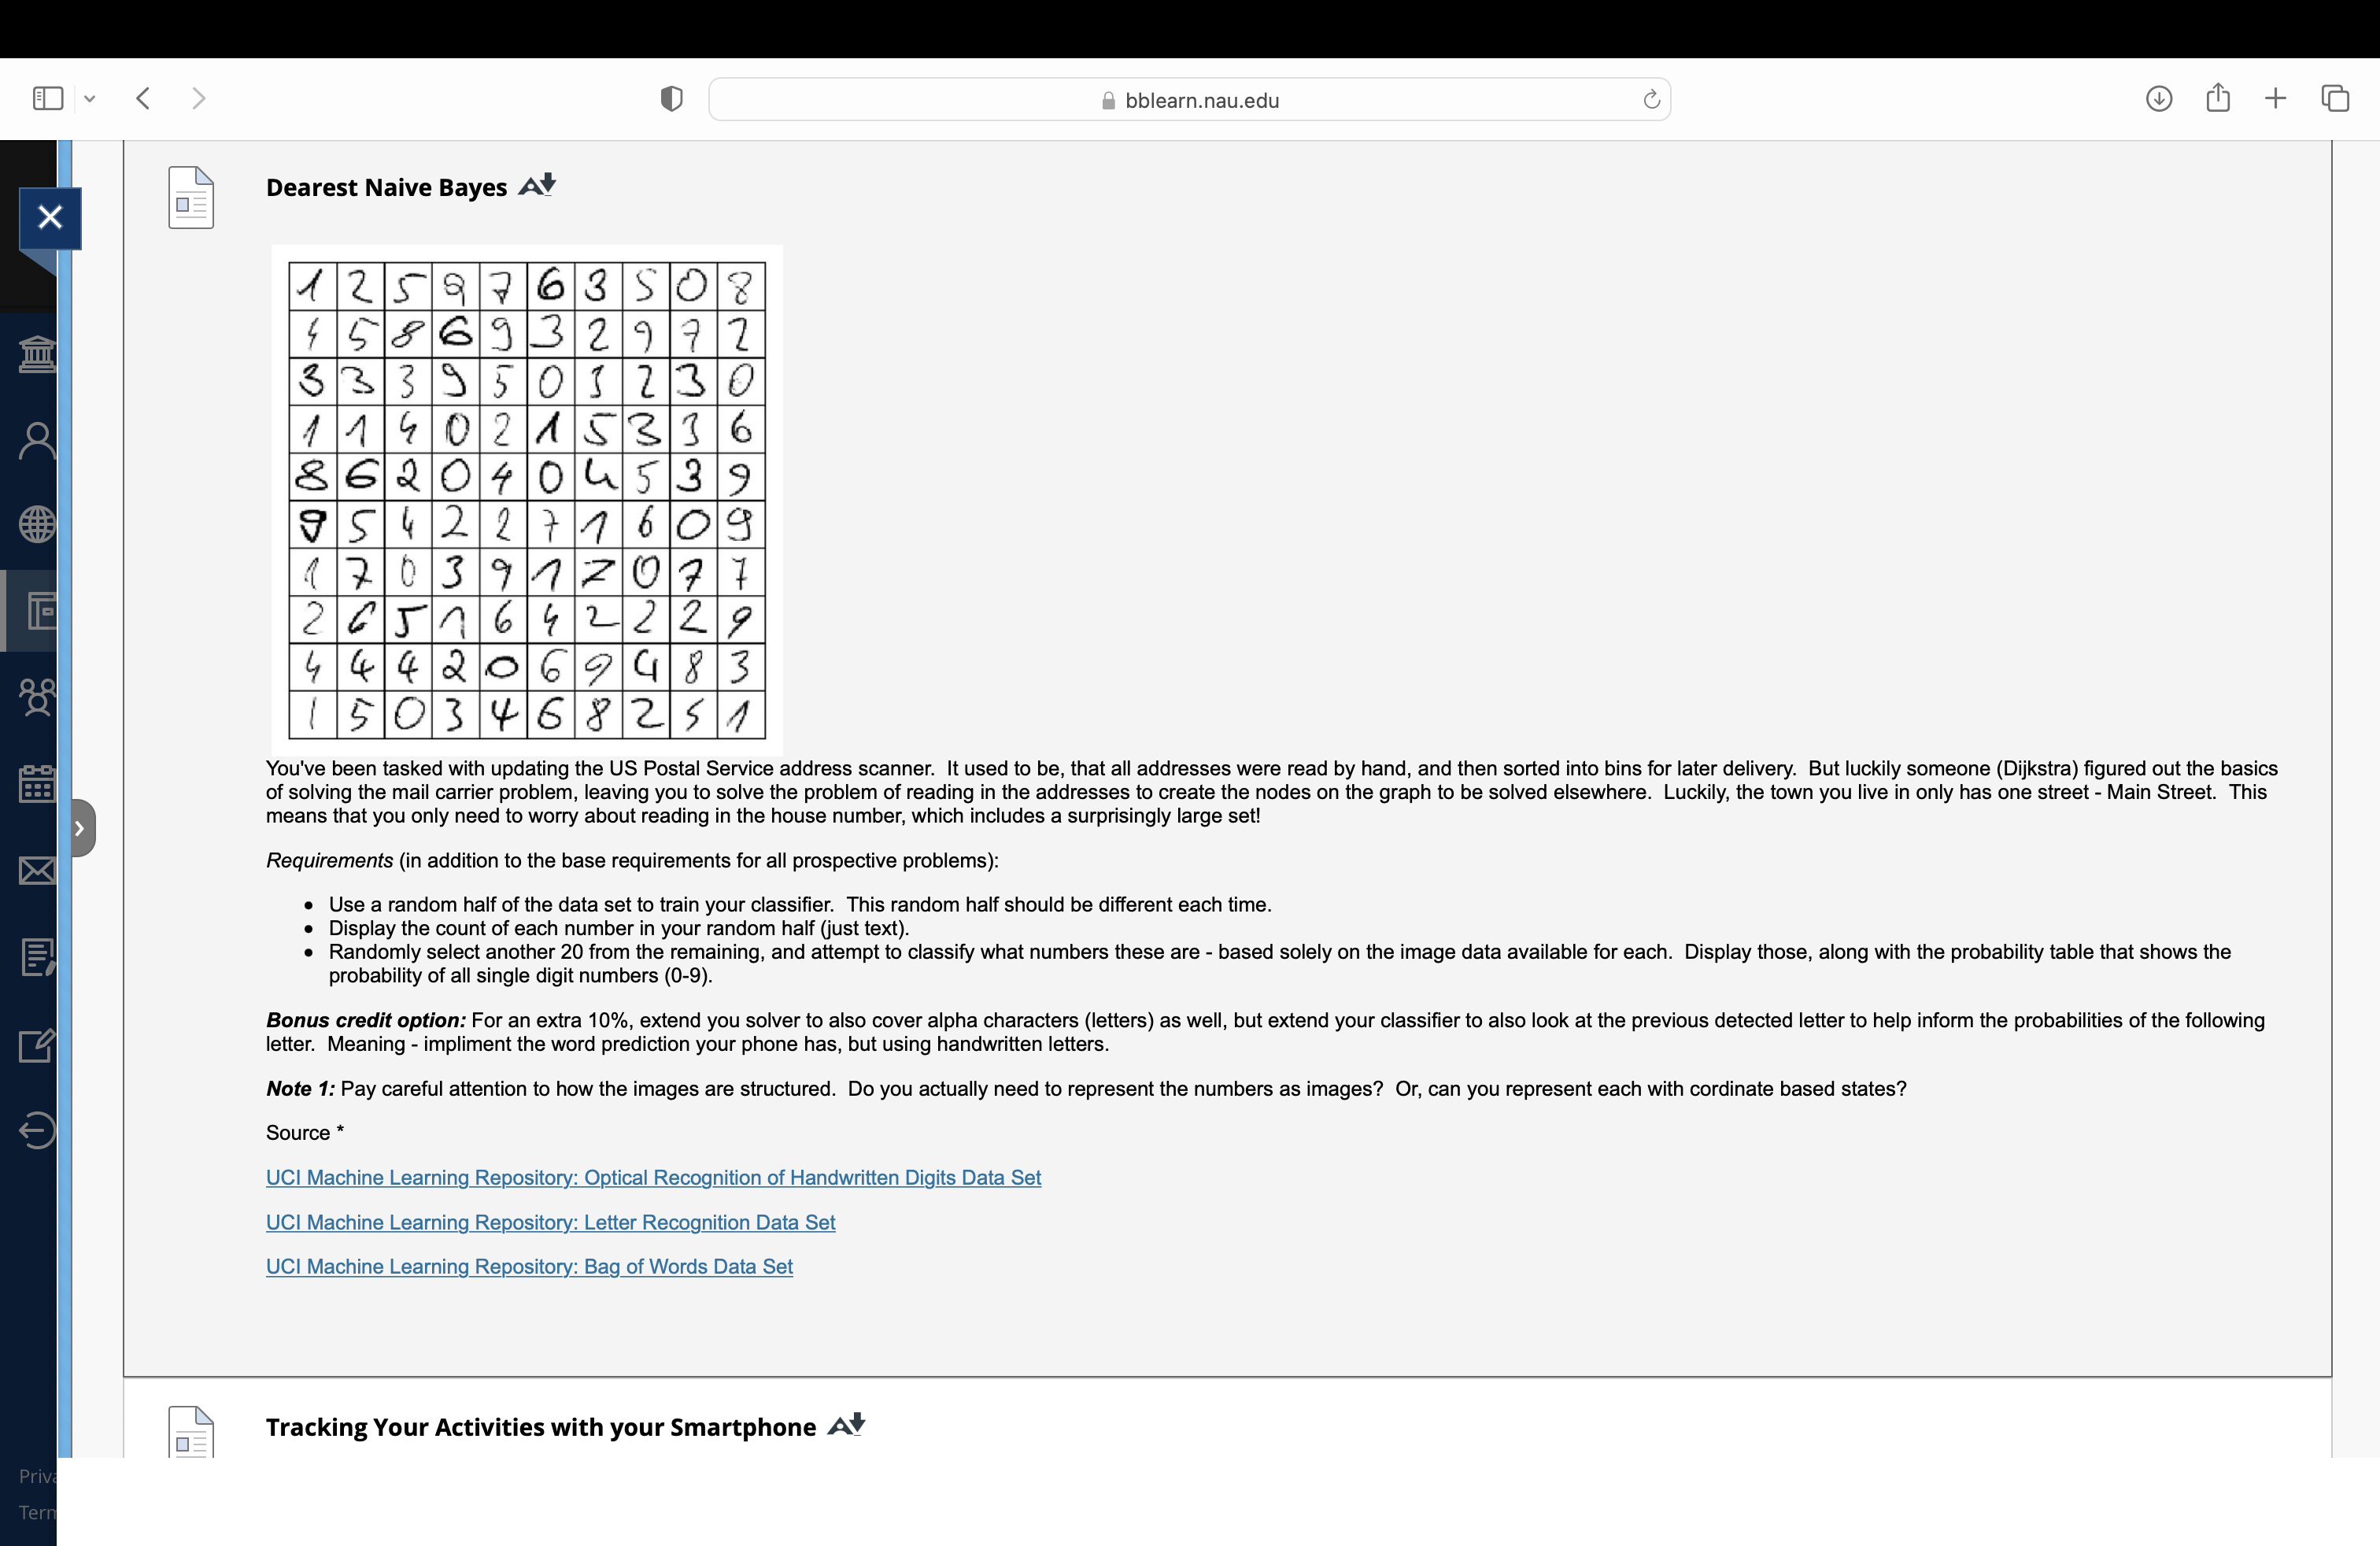 bblearn.nau.edu
Dearest Naive Bayes
1 2 5 9 7 6 3 5 0 8
4 5 8 6 9 3 2 9 7 2
3 3 3 9 5 0 3 2 3 0
1 1 4 0 2 1 5 3 3 6
8 6 2 0 4 0 4 5 3 9
9 5 4 2 2 7 1 6 0 9
1 7 0 3 9 1 7 0 7 7
2 6 5 1 6 4 2 2 2 9
4 4 4 2 0 6 9 4 8 3
1 5 0 3 4 6 8 2 5 1
You've been tasked with updating the US Postal Service address scanner.  It used to be, that all addresses were read by hand, and then sorted into bins for later delivery.  But luckily someone (Dijkstra) figured out the basics
of solving the mail carrier problem, leaving you to solve the problem of reading in the addresses to create the nodes on the graph to be solved elsewhere.  Luckily, the town you live in only has one street - Main Street.  This
means that you only need to worry about reading in the house number, which includes a surprisingly large set!
Requirements (in addition to the base requirements for all prospective problems):
• Use a random half of the data set to train your classifier.  This random half should be different each time.
• Display the count of each number in your random half (just text).
• Randomly select another 20 from the remaining, and attempt to classify what numbers these are - based solely on the image data available for each.  Display those, along with the probability table that shows the
probability of all single digit numbers (0-9).
Bonus credit option: For an extra 10%, extend you solver to also cover alpha characters (letters) as well, but extend your classifier to also look at the previous detected letter to help inform the probabilities of the following
letter.  Meaning - impliment the word prediction your phone has, but using handwritten letters.
Note 1: Pay careful attention to how the images are structured.  Do you actually need to represent the numbers as images?  Or, can you represent each with cordinate based states?
Source *
UCI Machine Learning Repository: Optical Recognition of Handwritten Digits Data Set
UCI Machine Learning Repository: Letter Recognition Data Set
UCI Machine Learning Repository: Bag of Words Data Set
Tracking Your Activities with your Smartphone
Priva
Term